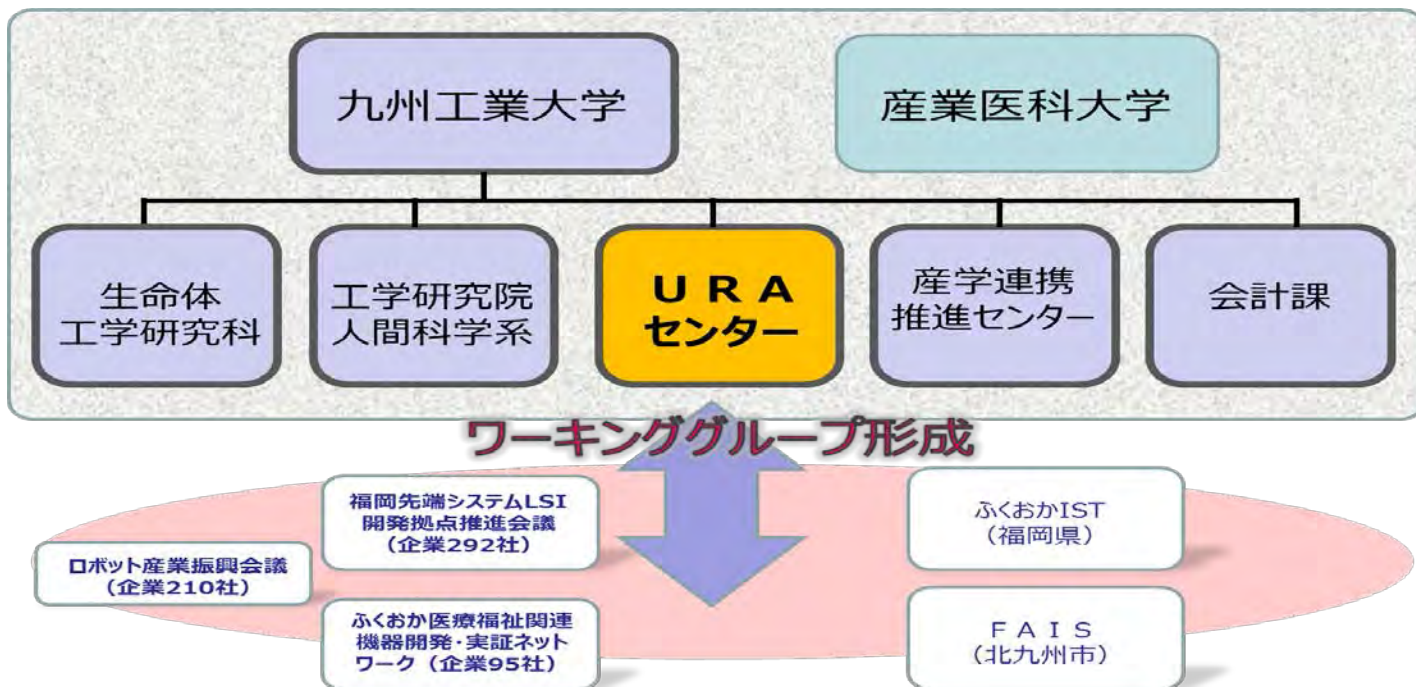 九州工業大学
産業医科大学
生命体
工学研究科
工学研究院
人間科学系
URA
センター
産学連携
推進センター
会計課
ワーキンググループ形成
福岡先端システムLSI
開発拠点推進会議
(企業292社)
ロボット産業振興会議
(企業210社)
ふくおか医療福祉関連
機器開発・実証ネット
ワーク（企業95社）
ふくおかIST
(福岡県)
FAIS
(北九州市)